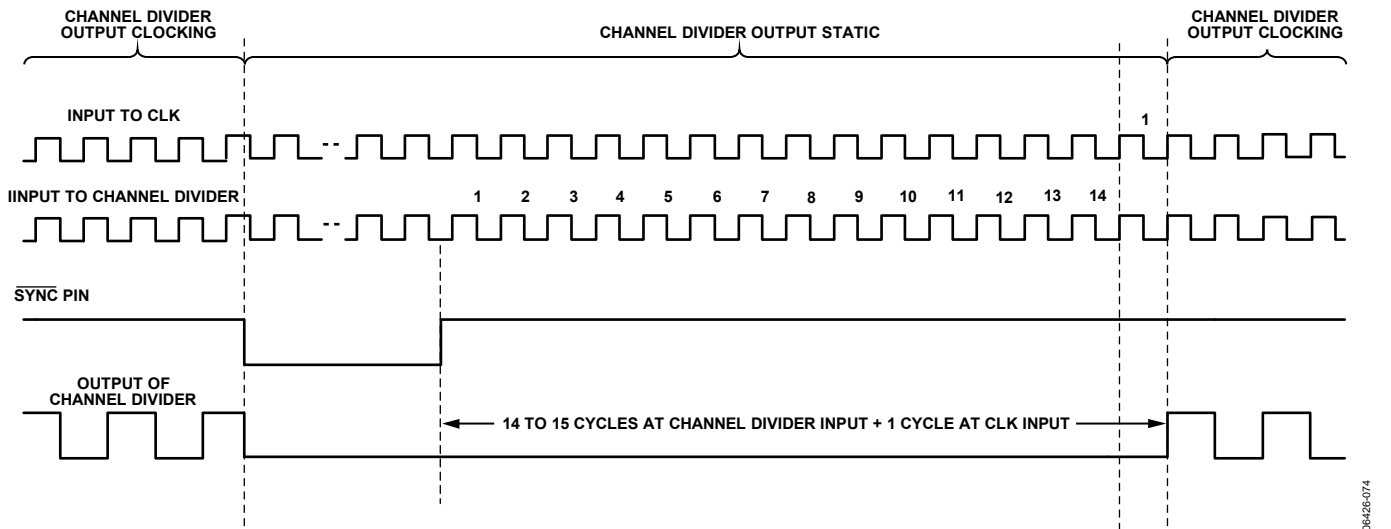 CHANNEL DIVIDER
OUTPUT CLOCKING
CHANNEL DIVIDER OUTPUT STATIC
CHANNEL DIVIDER
OUTPUT CLOCKING
INPUT TO CLK
1
IINPUT TO CHANNEL DIVIDER
1 2 3 4 5 6 7 8 9 10 11 12 13 14
SYNC PIN
OUTPUT OF
CHANNEL DIVIDER
14 TO 15 CYCLES AT CHANNEL DIVIDER INPUT + 1 CYCLE AT CLK INPUT
06426-074